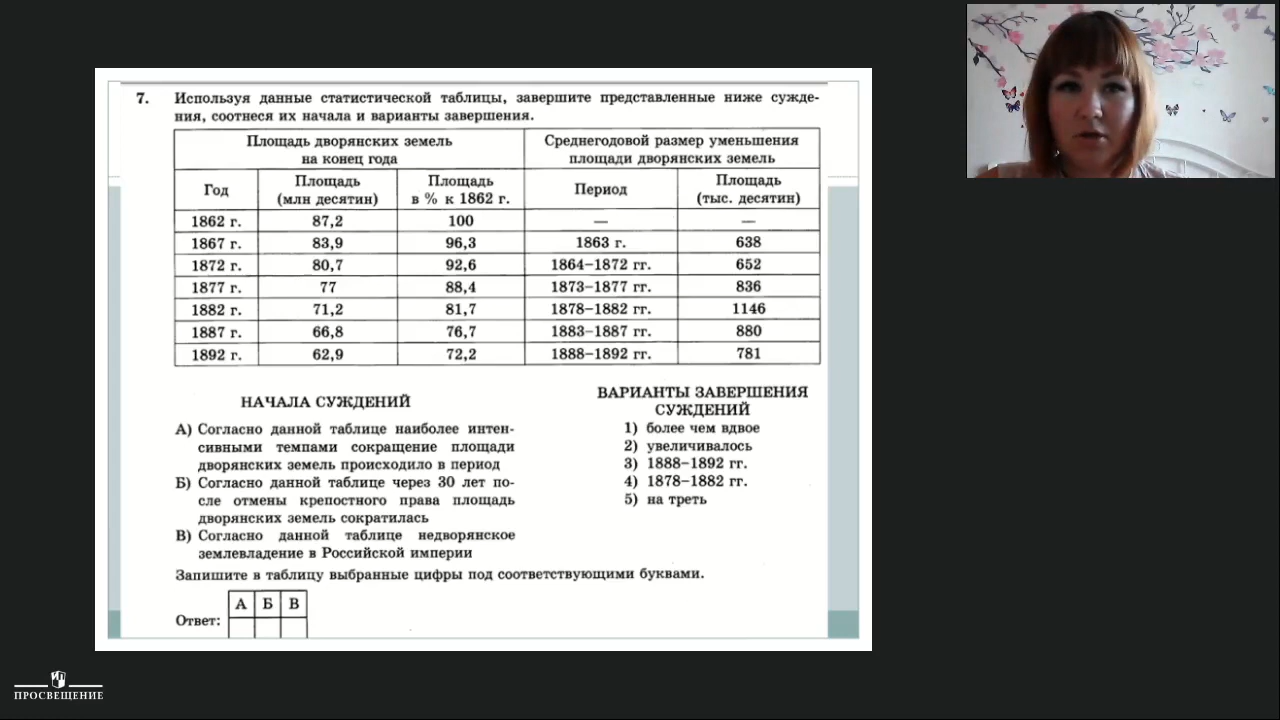 7. Используя данные статистической таблицы, завершите представленные ниже сужде-
ния, соотнеся их начала и варианты завершения.
Площадь дворянских земель на конец года | Среднегодовой размер уменьшения площади дворянских земель
Год | Площадь (млн десятин) | Площадь в % к 1862 г. | Период | Площадь (тыс. десятин)
1862 г. | 87,2 | 100 | — | —
1867 г. | 83,9 | 96,3 | 1863 г. | 638
1872 г. | 80,7 | 92,6 | 1864–1872 гг. | 652
1877 г. | 77 | 88,4 | 1873–1877 гг. | 836
1882 г. | 71,2 | 81,7 | 1878–1882 гг. | 1146
1887 г. | 66,8 | 76,7 | 1883–1887 гг. | 880
1892 г. | 62,9 | 72,2 | 1888–1892 гг. | 781
НАЧАЛА СУЖДЕНИЙ
А) Согласно данной таблице наиболее интен-
сивными темпами сокращение площади
дворянских земель происходило в период
Б) Согласно данной таблице через 30 лет по-
сле отмены крепостного права площадь
дворянских земель сократилась
В) Согласно данной таблице недворянское
землевладение в Российской империи
ВАРИАНТЫ ЗАВЕРШЕНИЯ
СУЖДЕНИЙ
1) более чем вдвое
2) увеличивалось
3) 1888–1892 гг.
4) 1878–1882 гг.
5) на треть
Запишите в таблицу выбранные цифры под соответствующими буквами.
Ответ: А Б В
ПРОСВЕЩЕНИЕ